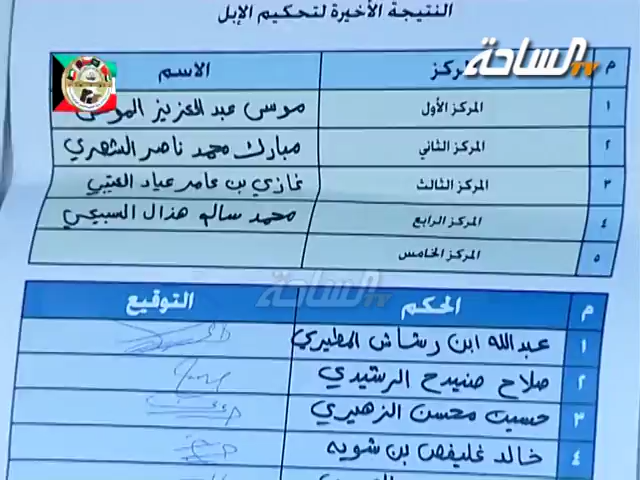 النتيجة الأخيرة لتحكيم الإبل
الساحة TV
م المركز الاسم
١ المركز الأول موسى عبدالعزيز الموسى
٢ المركز الثاني مبارك محمد ناصر الشهري
٣ المركز الثالث غازي بن عامر عياد العتيبي
٤ المركز الرابع محمد سالم هذال السبيعي
٥ المركز الخامس
الساحة TV
م الحكم التوقيع
١ عبدالله ابن رشاش المطيري
٢ صلاح صنيدح الرشيدي
٣ حسين محسن الزهيري
٤ خالد غليفص بن شويه